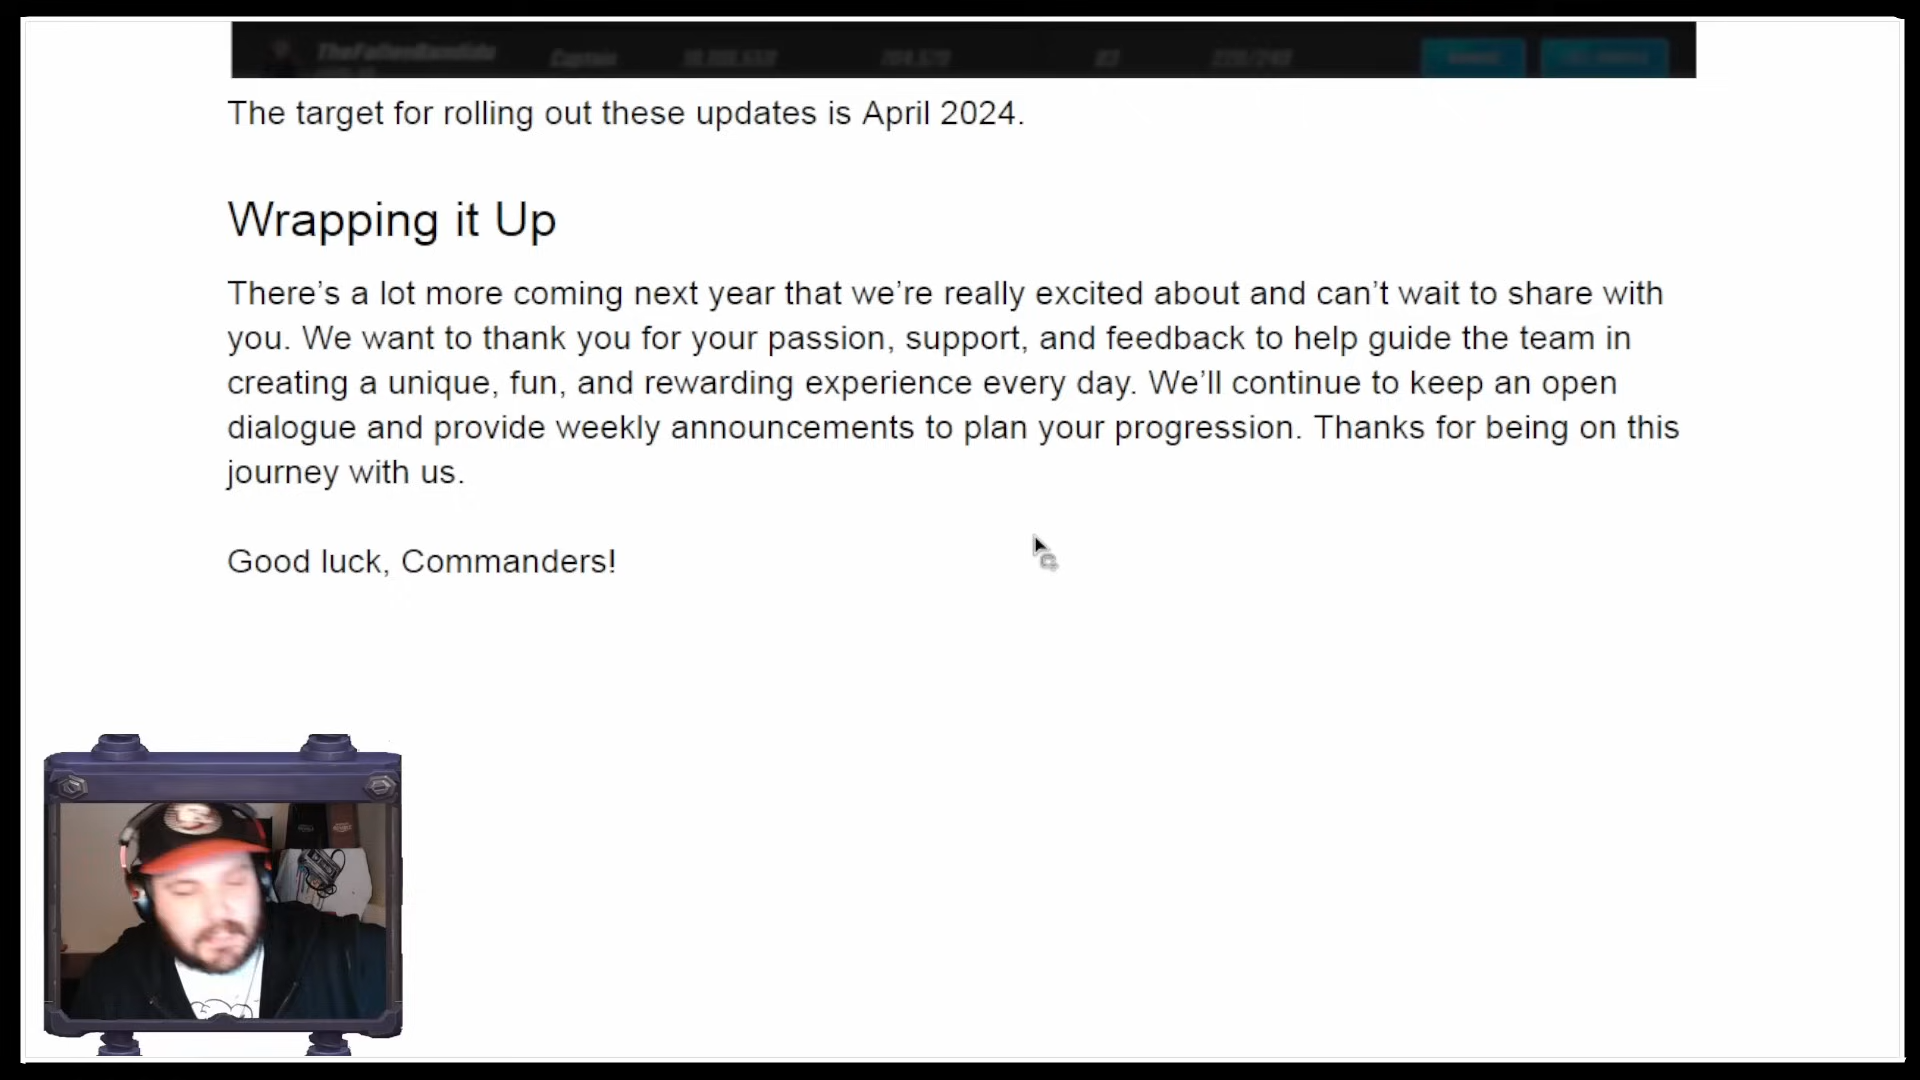 Captain
The target for rolling out these updates is April 2024.
Wrapping it Up
There’s a lot more coming next year that we’re really excited about and can’t wait to share with
you. We want to thank you for your passion, support, and feedback to help guide the team in
creating a unique, fun, and rewarding experience every day. We’ll continue to keep an open
dialogue and provide weekly announcements to plan your progression. Thanks for being on this
journey with us.
Good luck, Commanders!